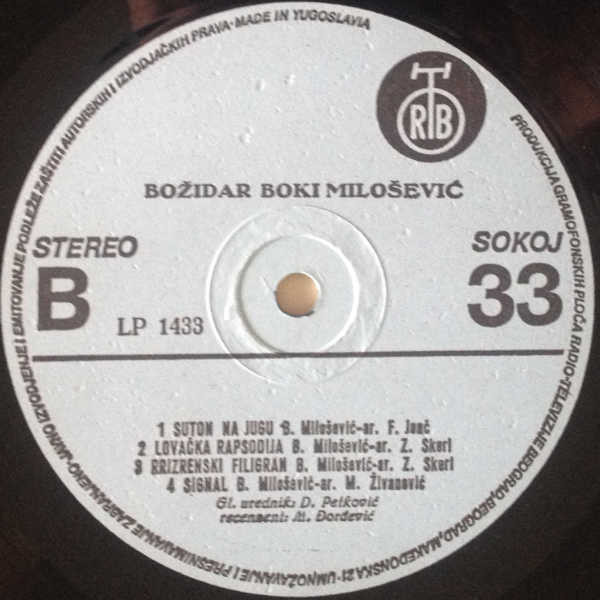 PRODUKCIJA GRAMOFONSKIH PLOČA RADIO-TELEVIZIJE BEOGRAD, BEOGRAD, MAKEDONSKA 21 - UMNOŽAVANJE I PRESNIMAVANJE ZABRANJENO-JAVNO IZVODJENJE I EMITOVANJE PODLEŽE ZAŠTITI AUTORSKIH I IZVODJAČKIH PRAVA · MADE IN YUGOSLAVIA
RTB
BOŽIDAR BOKI MILOŠEVIĆ
STEREO SOKOJ
B 33
LP 1433
1 SUTON NA JUGU B. Milošević-ar. F. Jenč
2 LOVAČKA RAPSODIJA B. Milošević-ar. Z. Skerl
3 RRIZRENSKI FILIGRAN B. Milošević-ar. Z. Skerl
4 SIGNAL B. Milošević-ar. M. Živanović
Gl. urednik: D. Petković
recenzent: M. Đorđević